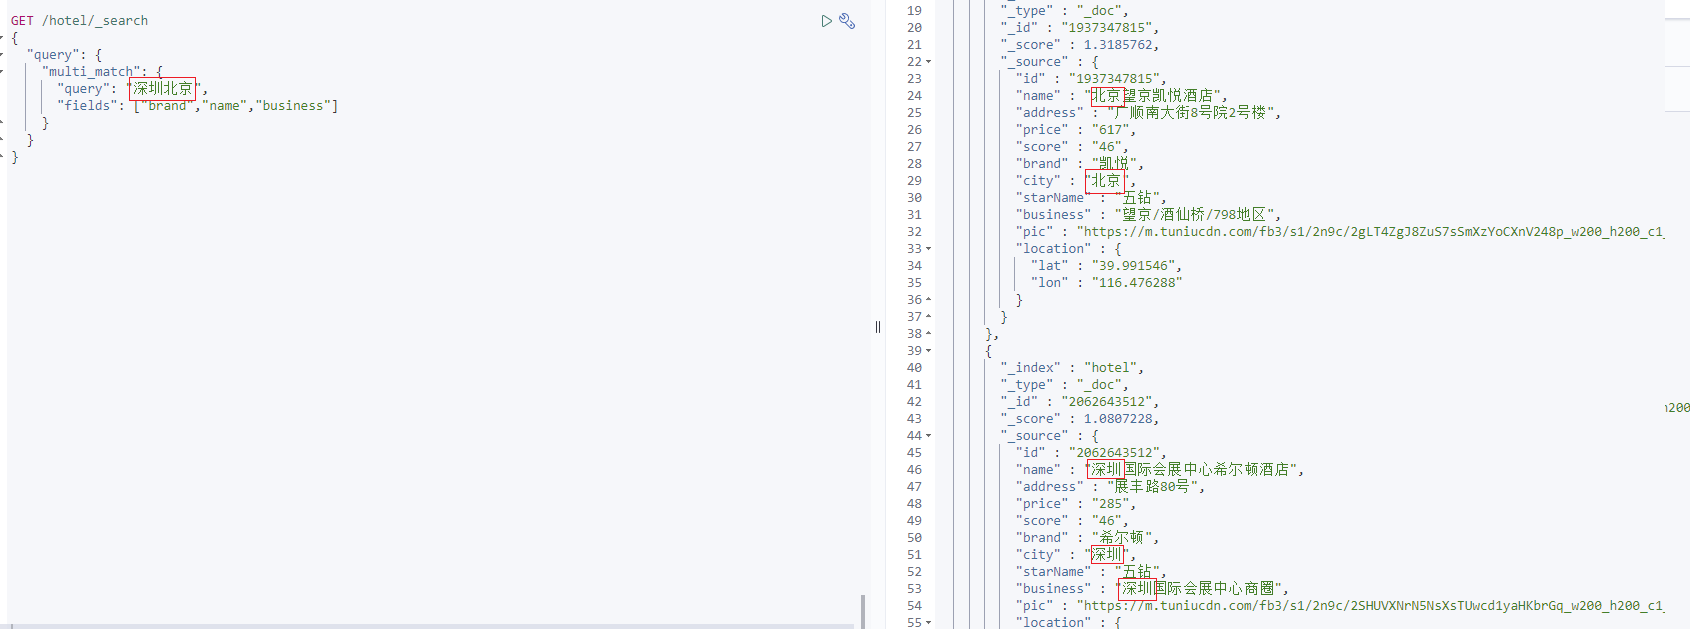 GET /hotel/_search
{
"query": {
"multi_match": {
"query": "深圳北京",
"fields": ["brand","name","business"]
}
}
}
19 "_type" : "_doc",
20 "_id" : "1937347815",
21 "_score" : 1.3185762,
22 "_source" : {
23 "id" : "1937347815",
24 "name" : "北京望京凯悦酒店",
25 "address" : "广顺南大街8号院2号楼",
26 "price" : "617",
27 "score" : "46",
28 "brand" : "凯悦",
29 "city" : "北京",
30 "starName" : "五钻",
31 "business" : "望京/酒仙桥/798地区",
32 "pic" : "https://m.tuniucdn.com/fb3/s1/2n9c/2gLT4ZgJ8ZuS7sSmXzYoCXnV248p_w200_h200_c1_
33 "location" : {
34 "lat" : "39.991546",
35 "lon" : "116.476288"
36 }
37 }
38 },
39 {
40 "_index" : "hotel",
41 "_type" : "_doc",
42 "_id" : "2062643512",
43 "_score" : 1.0807228,
44 "_source" : {
45 "id" : "2062643512",
46 "name" : "深圳国际会展中心希尔顿酒店",
47 "address" : "展丰路80号",
48 "price" : "285",
49 "score" : "46",
50 "brand" : "希尔顿",
51 "city" : "深圳",
52 "starName" : "五钻",
53 "business" : "深圳国际会展中心商圈",
54 "pic" : "https://m.tuniucdn.com/fb3/s1/2n9c/2SHUVXNrN5NsXsTUwcd1yaHKbrGq_w200_h200_c1_
55 "location" : {